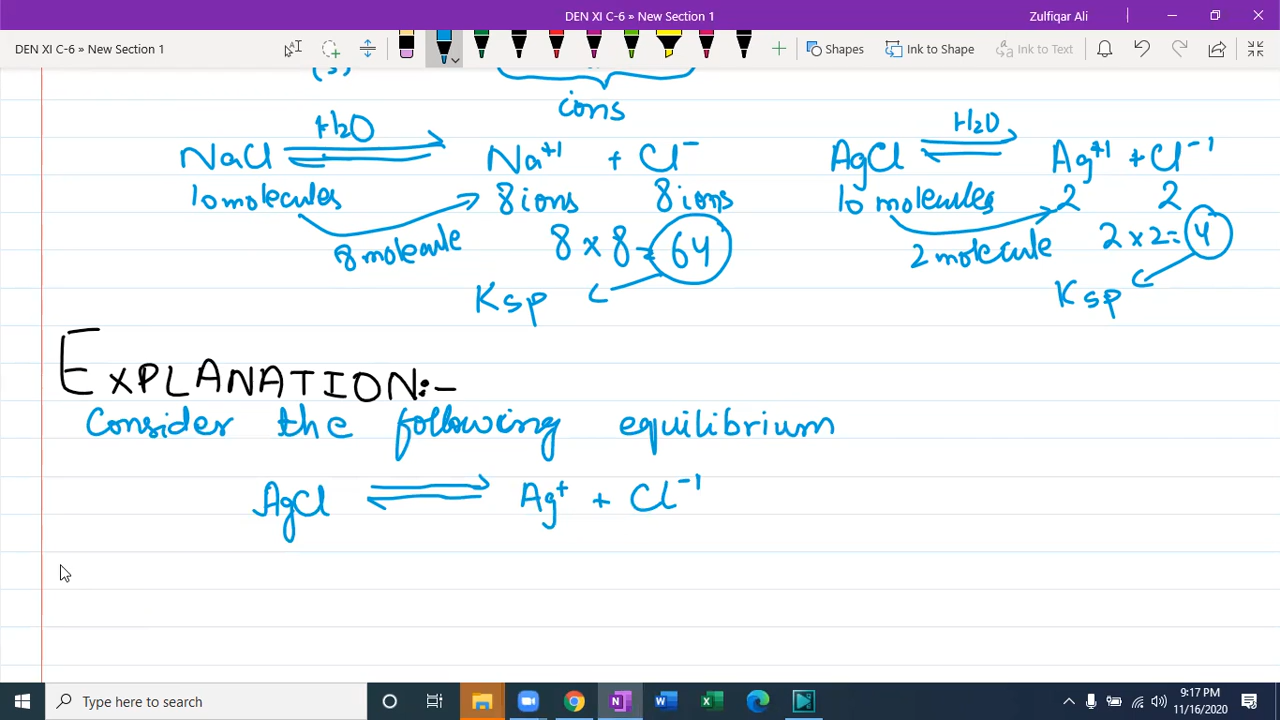 DEN XI C-6 » New Section 1
Zulfiqar Ali
DEN XI C-6 » New Section 1
Shapes
Ink to Shape
Ink to Text
(s)
ions
NaCl ⇌ H2O Na+1 + Cl−
10 molecules 8 ions 8 ions
8 molecule
8 × 8 = 64
Ksp
AgCl ⇌ H2O Ag+1 + Cl−1
10 molecules 2 2
2 molecule
2 × 2 = 4
Ksp
EXPLANATION:-
Consider the following equilibrium
AgCl ⇌ Ag+ + Cl−1
Type here to search
9:17 PM
11/16/2020